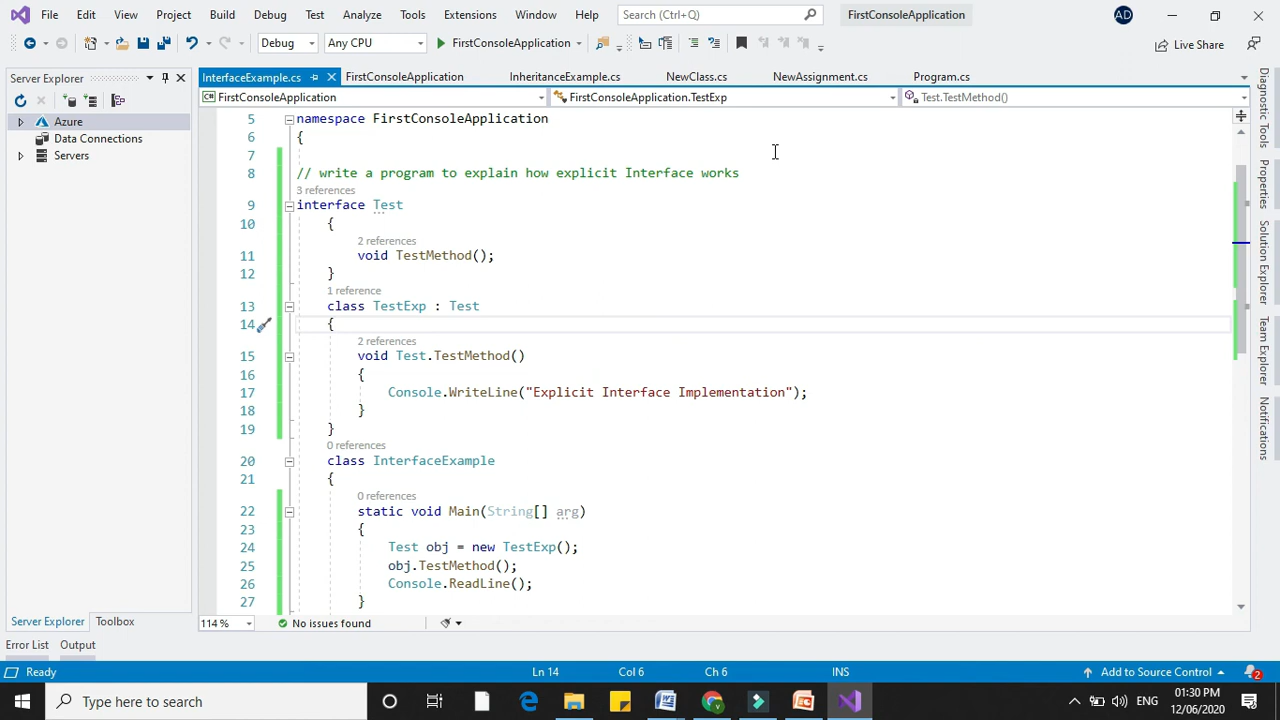 File Edit View Project Build Debug Test Analyze Tools Extensions Window Help Search (Ctrl+Q) FirstConsoleApplication AD
Debug Any CPU FirstConsoleApplication Live Share
Server Explorer
Azure
Data Connections
Servers
Server Explorer Toolbox
InterfaceExample.cs FirstConsoleApplication InheritanceExample.cs NewClass.cs NewAssignment.cs Program.cs
FirstConsoleApplication FirstConsoleApplication.TestExp Test.TestMethod()
5 namespace FirstConsoleApplication
6 {
7
8 // write a program to explain how explicit Interface works
3 references
9 interface Test
10 {
2 references
11 void TestMethod();
12 }
1 reference
13 class TestExp : Test
14 {
2 references
15 void Test.TestMethod()
16 {
17 Console.WriteLine("Explicit Interface Implementation");
18 }
19 }
0 references
20 class InterfaceExample
21 {
0 references
22 static void Main(String[] arg)
23 {
24 Test obj = new TestExp();
25 obj.TestMethod();
26 Console.ReadLine();
27 }
114 % No issues found
Diagnostic Tools
Properties
Solution Explorer
Team Explorer
Notifications
Error List Output
Ready Ln 14 Col 6 Ch 6 INS Add to Source Control 2
Type here to search ENG 01:30 PM
12/06/2020